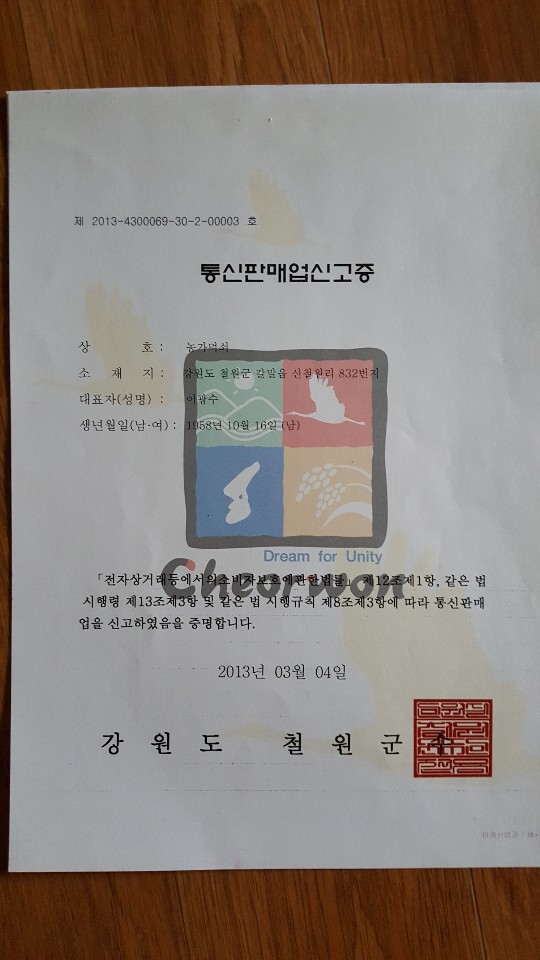 제 2013-4300069-30-2-00003 호
통신판매업신고증
상 호 : 농가먹쇠
소 재 지 : 강원도 철원군 갈말읍 신철원리 832번지
대표자(성명) : 이광수
생년월일(남·여) : 1958년 10월 16일 (남)
Dream for Unity
Cheorwon
「전자상거래등에서의소비자보호에관한법률」 제12조제1항, 같은 법
시행령 제13조제3항 및 같은 법 시행규칙 제8조제3항에 따라 통신판매
업을 신고하였음을 증명합니다.
2013년 03월 04일
강 원 도 철 원 군 수